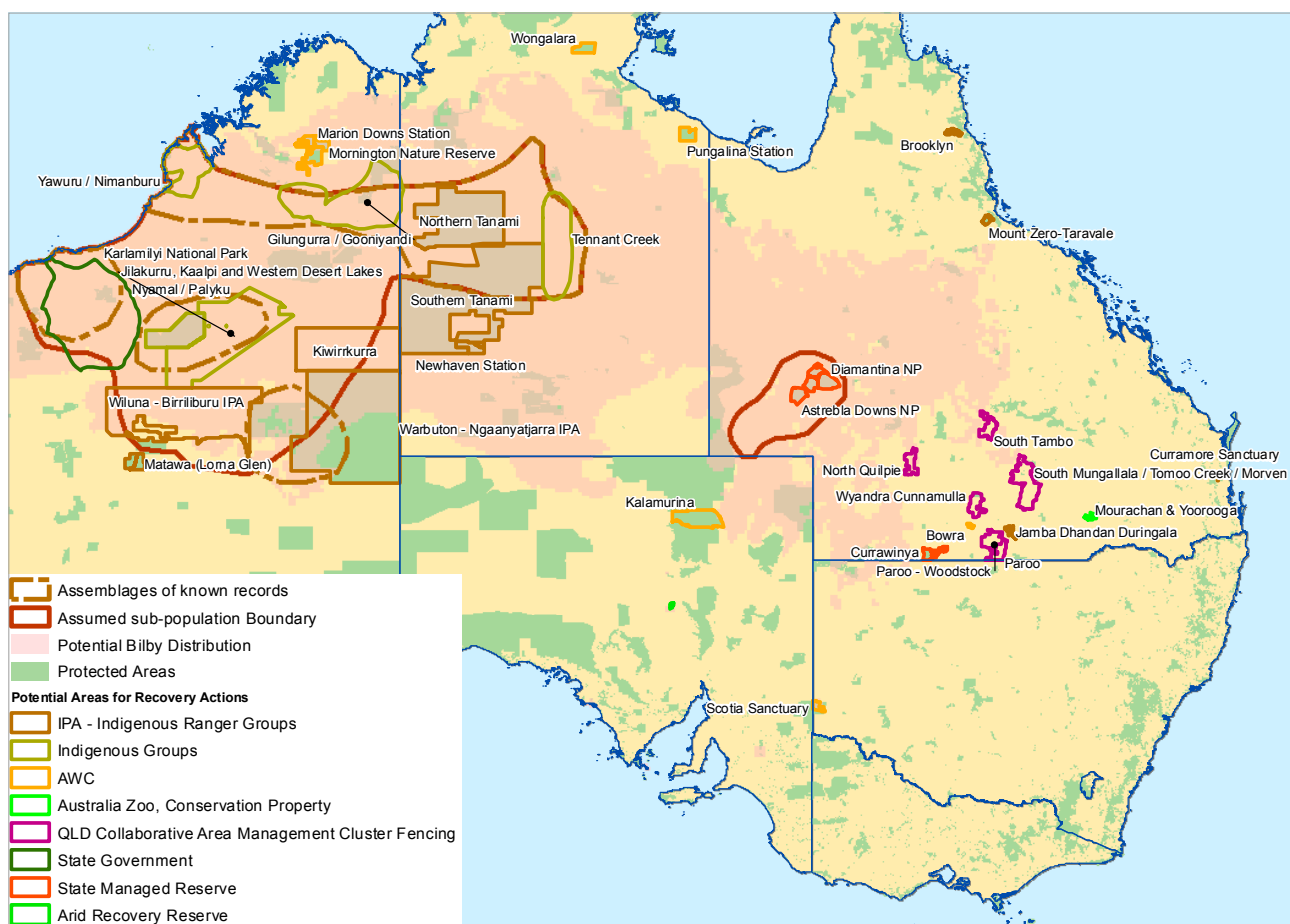 Wongalara
Marion Downs Station
Mornington Nature Reserve
Pungalina Station
Brooklyn
Yawuru / Nimanburu
Northern Tanami
Mount Zero-Taravale
Gilungurra / Gooniyandi
Tennant Creek
Karlamilyi National Park
Jilakurru, Kaalpi and Western Desert Lakes
Nyamal / Palyku
Southern Tanami
Kiwirrkurra
Newhaven Station
Diamantina NP
Astrebla Downs NP
Wiluna - Birriliburu IPA
Warbuton - Ngaanyatjarra IPA
South Tambo
Curramore Sanctuary
Matawa (Lorna Glen)
North Quilpie
South Mungallala / Tomoo Creek / Morven
Kalamurina
Wyandra Cunnamulla
Mourachan & Yoorooga
Bowra
Jamba Dhandan Duringala
Currawinya
Paroo
Paroo - Woodstock
Scotia Sanctuary
Assemblages of known records
Assumed sub-population Boundary
Potential Bilby Distribution
Protected Areas
Potential Areas for Recovery Actions
IPA - Indigenous Ranger Groups
Indigenous Groups
AWC
Australia Zoo, Conservation Property
QLD Collaborative Area Management Cluster Fencing
State Government
State Managed Reserve
Arid Recovery Reserve